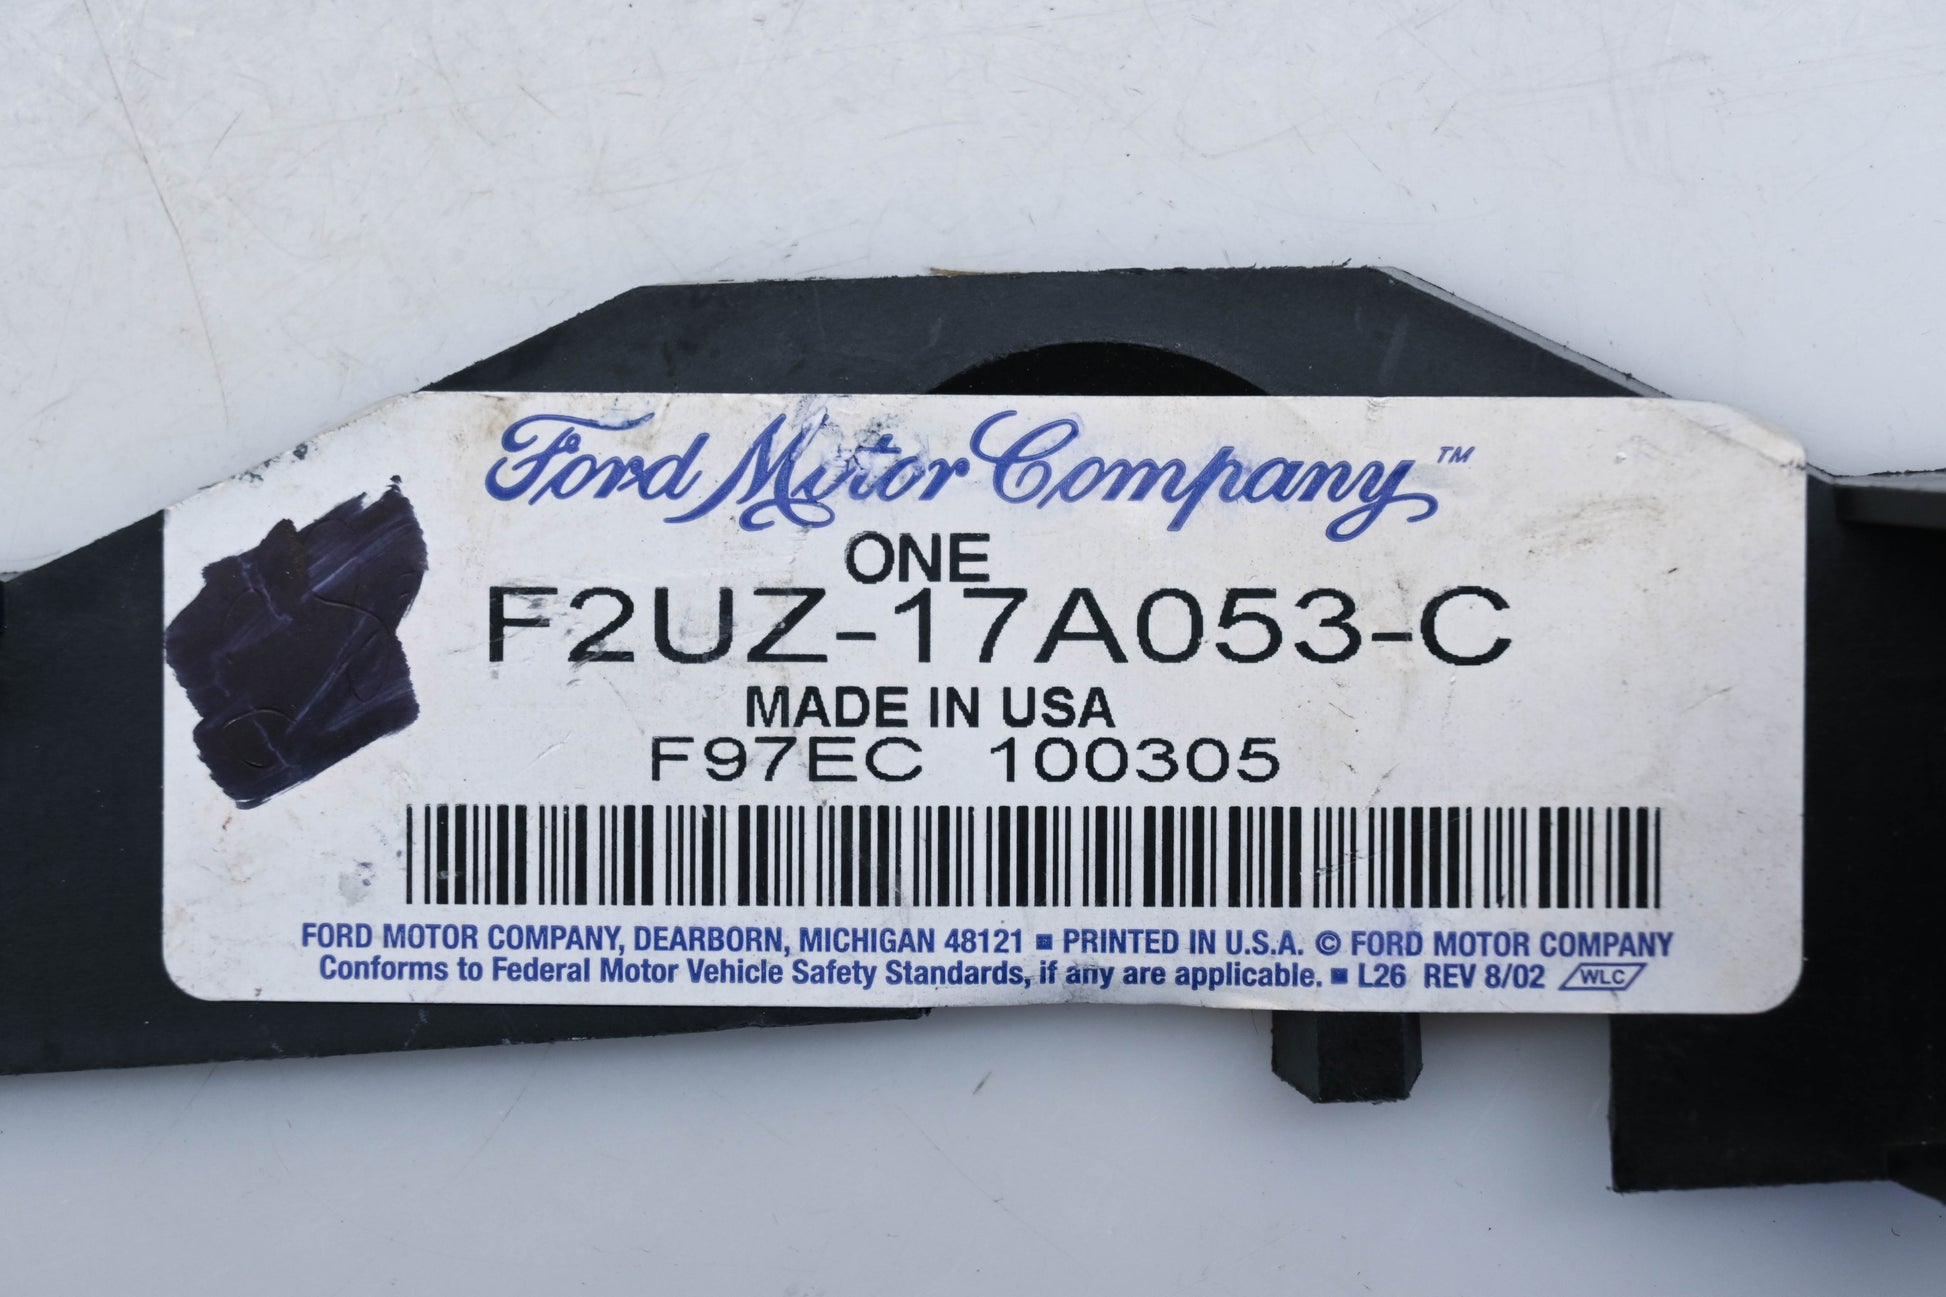 Ford Motor Company™
ONE
F2UZ-17A053-C
MADE IN USA
F97EC 100305
FORD MOTOR COMPANY, DEARBORN, MICHIGAN 48121 ■ PRINTED IN U.S.A. © FORD MOTOR COMPANY
Conforms to Federal Motor Vehicle Safety Standards, if any are applicable. ■ L26 REV 8/02 WLC